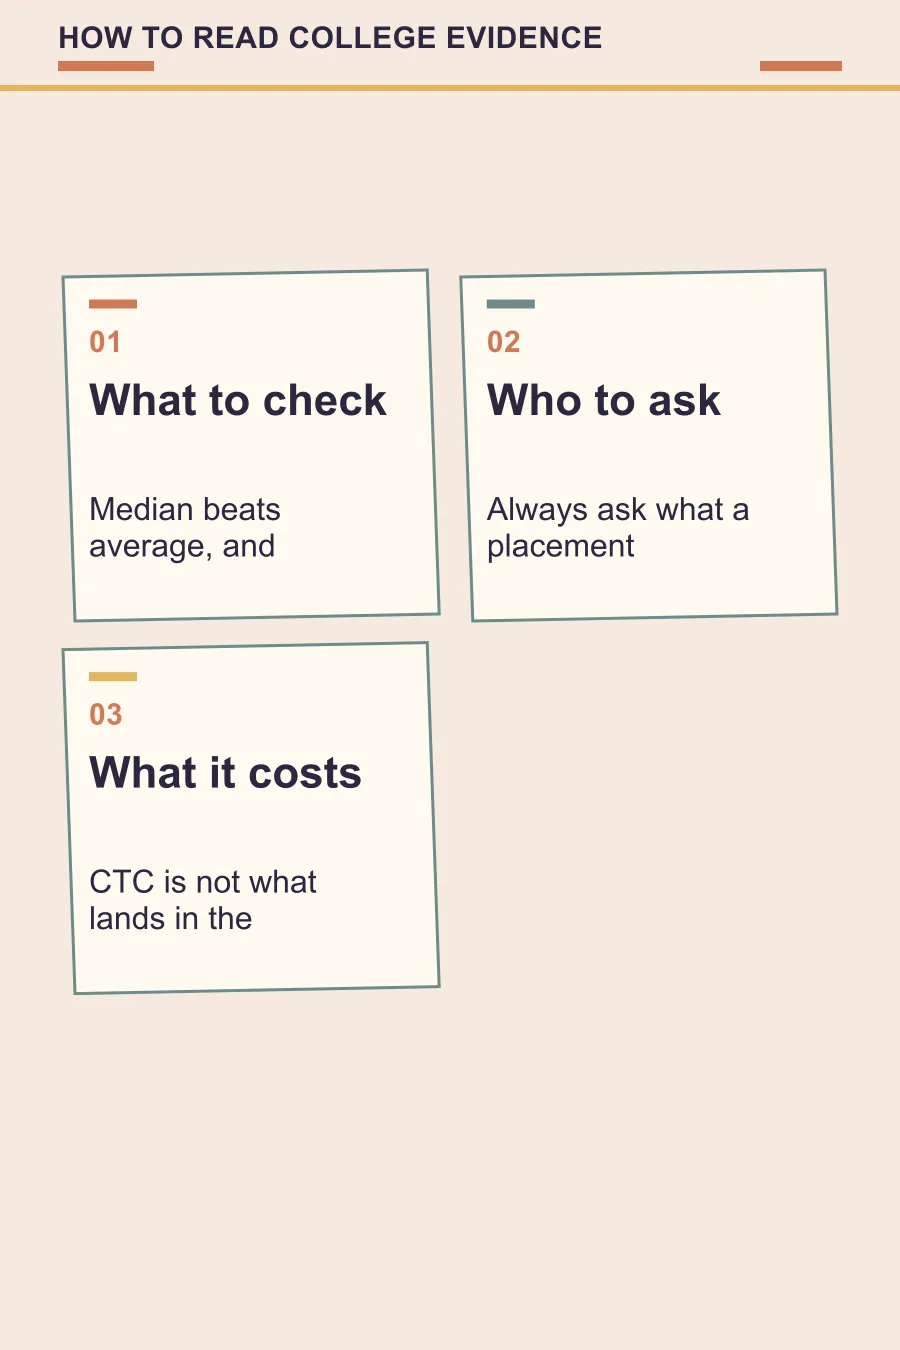 HOW TO READ COLLEGE EVIDENCE
01
What to check
Median beats
average, and
02
Who to ask
Always ask what a
placement
03
What it costs
CTC is not what
lands in the